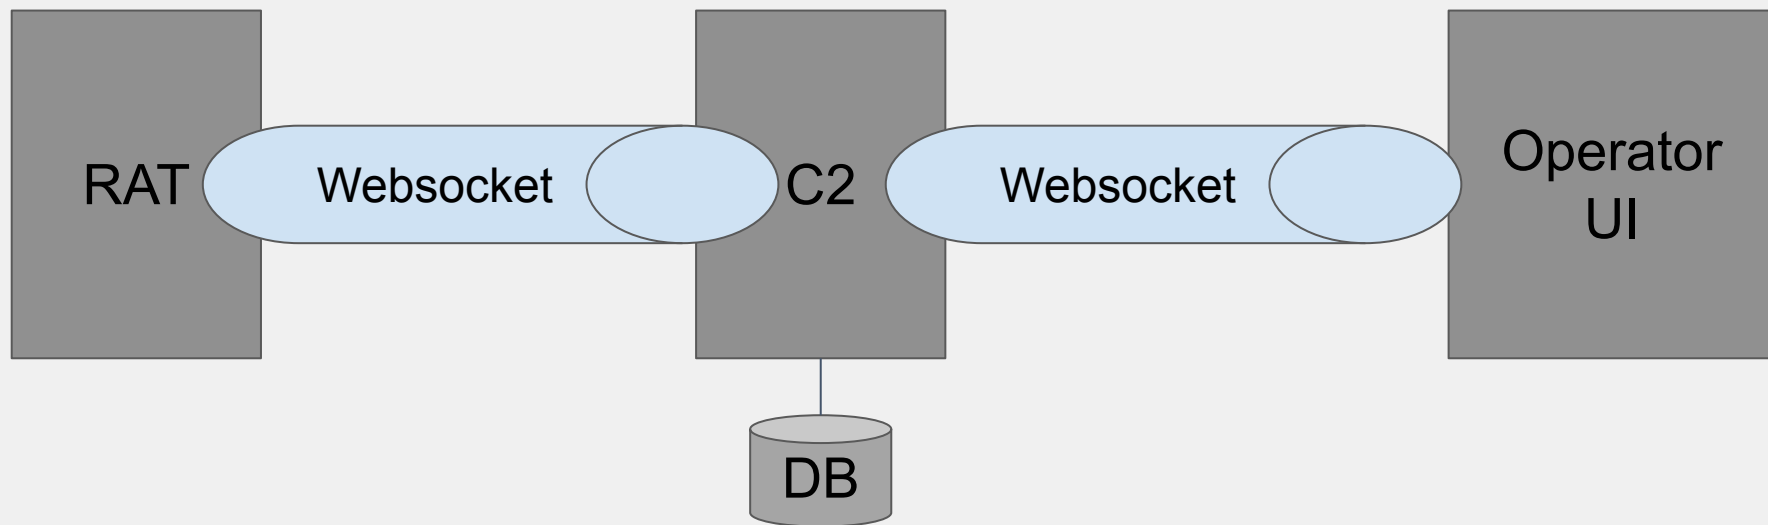 RAT
Websocket
C2
Websocket
Operator
UI
DB